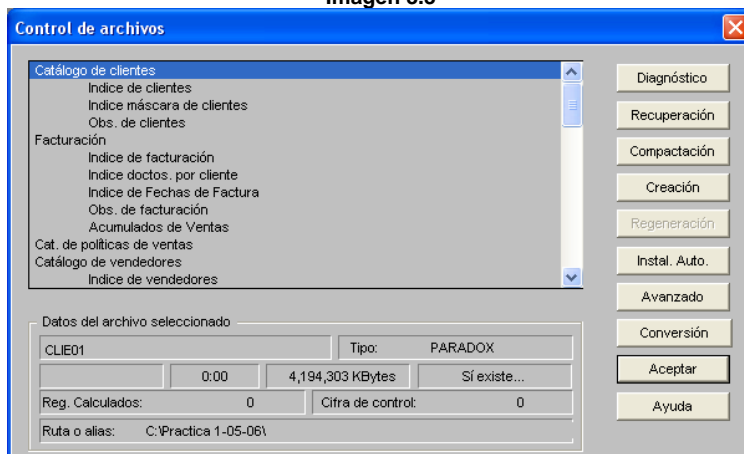 Imagen 3.3
Control de archivos
Catálogo de clientes
Indice de clientes
Indice máscara de clientes
Obs. de clientes
Facturación
Indice de facturación
Indice doctos. por cliente
Indice de Fechas de Factura
Obs. de facturación
Acumulados de Ventas
Cat. de políticas de ventas
Catálogo de vendedores
Indice de vendedores
Diagnóstico
Recuperación
Compactación
Creación
Regeneración
Instal. Auto.
Avanzado
Conversión
Aceptar
Ayuda
Datos del archivo seleccionado
CLIE01 Tipo: PARADOX
0:00 4,194,303 KBytes Sí existe...
Reg. Calculados: 0 Cifra de control: 0
Ruta o alias: C:\Practica 1-05-06\